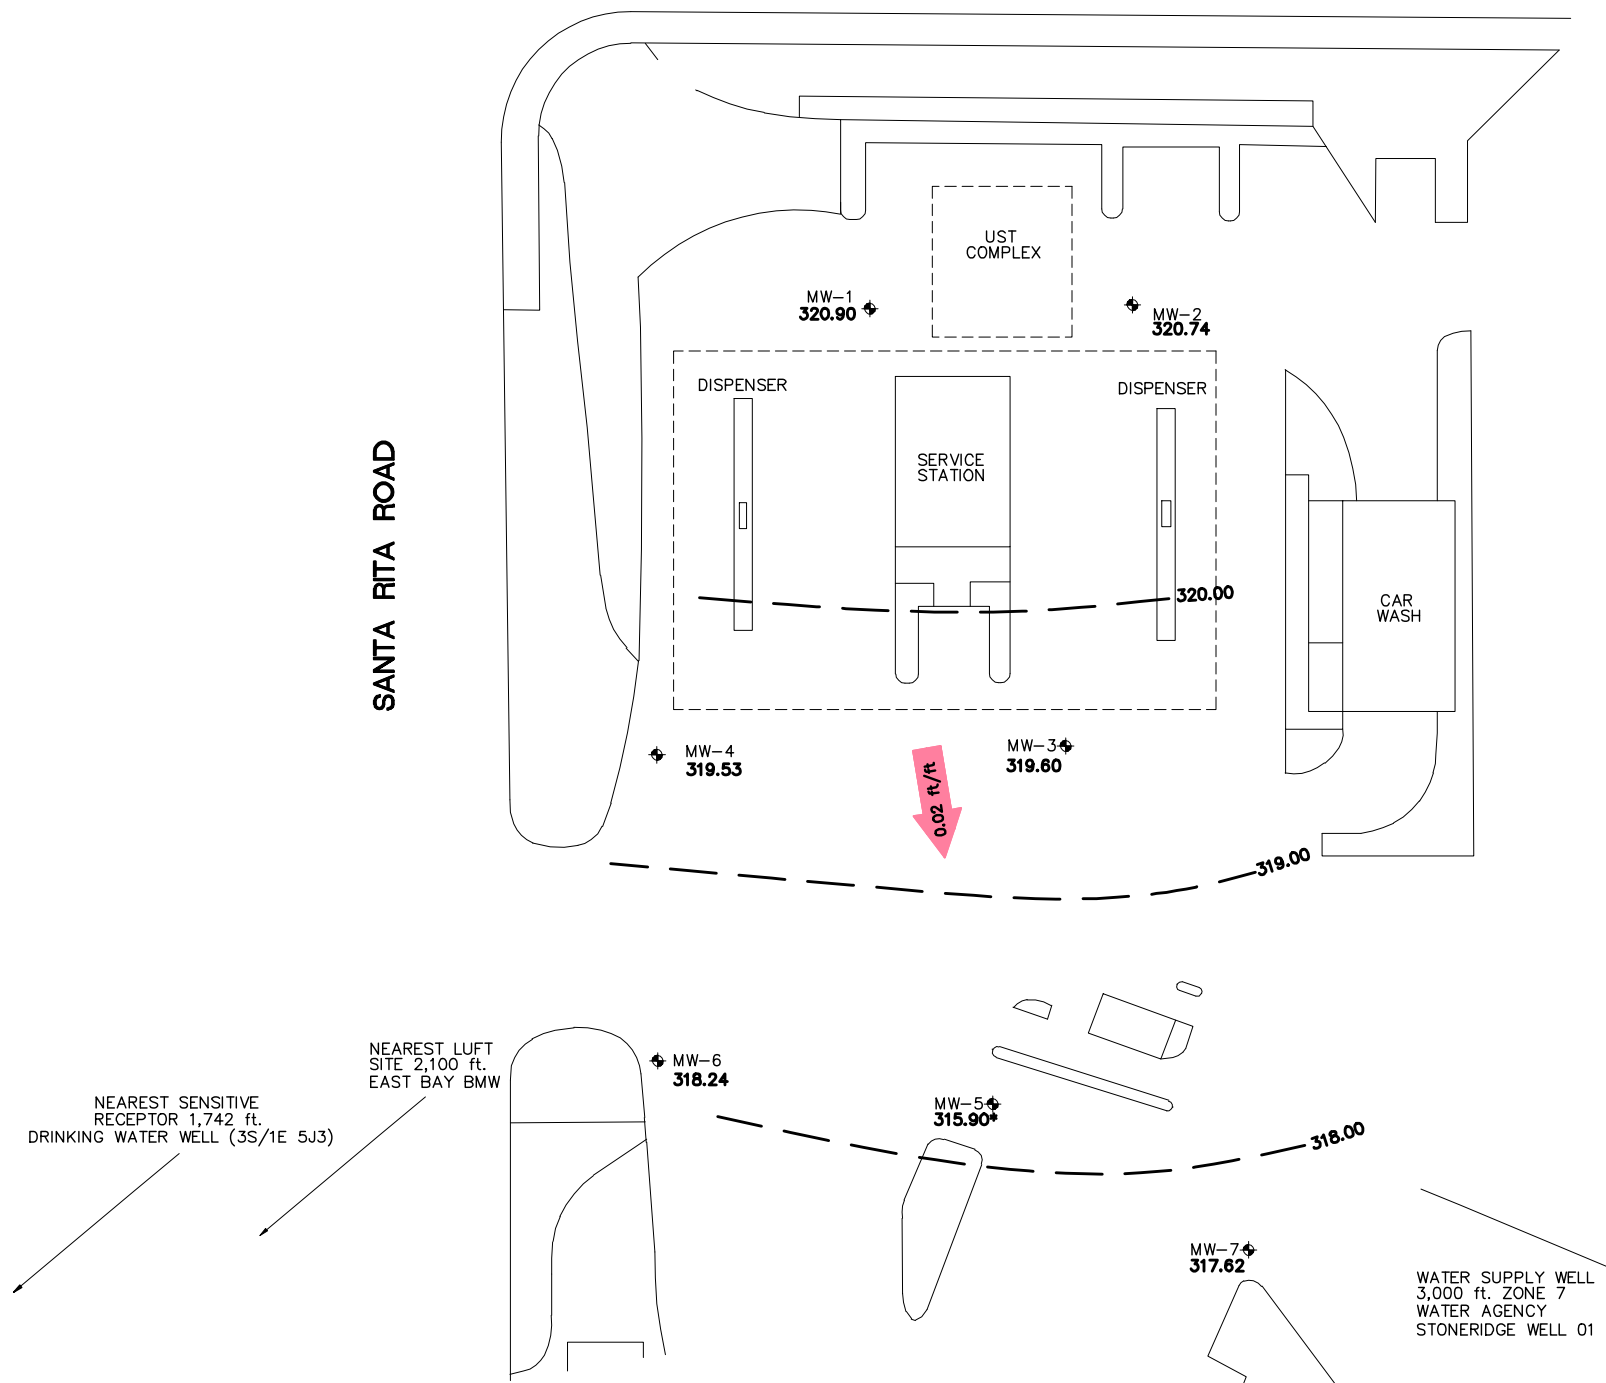 UST
COMPLEX
MW-1
320.90
MW-2
320.74
DISPENSER
DISPENSER
SERVICE
STATION
SANTA RITA ROAD
320.00
CAR
WASH
MW-4
319.53
MW-3
319.60
0.02 ft/ft
319.00
NEAREST LUFT
SITE 2,100 ft.
EAST BAY BMW
MW-6
318.24
NEAREST SENSITIVE
RECEPTOR 1,742 ft.
DRINKING WATER WELL (3S/1E 5J3)
MW-5
315.90*
318.00
MW-7
317.62
WATER SUPPLY WELL
3,000 ft. ZONE 7
WATER AGENCY
STONERIDGE WELL 01